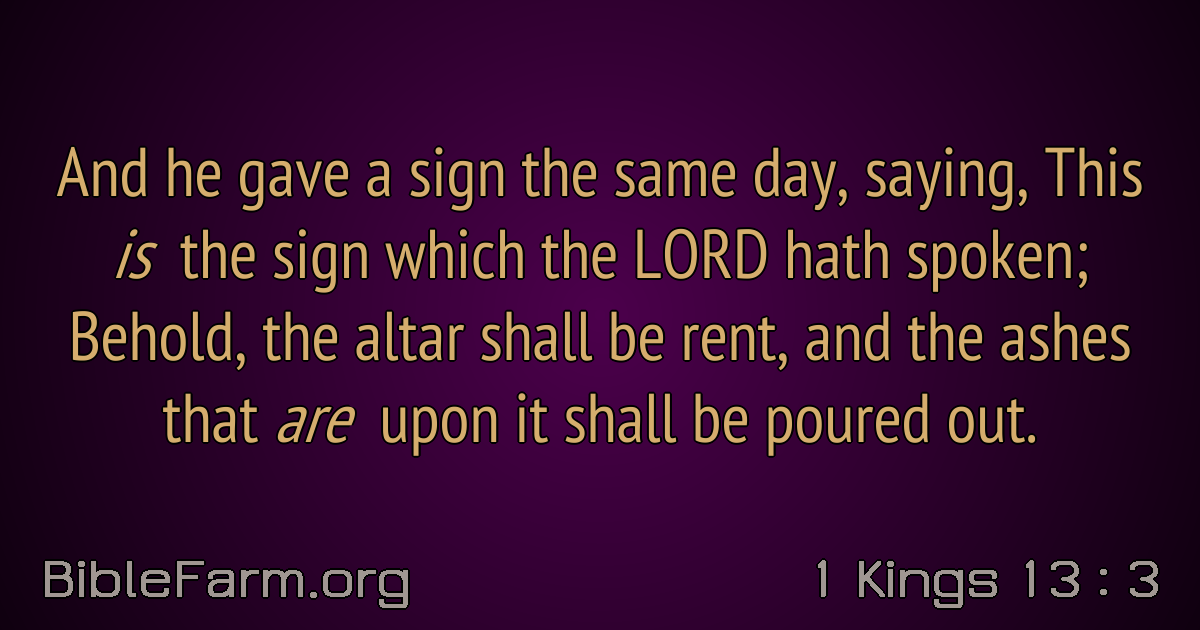 And he gave a sign the same day, saying, This
is the sign which the LORD hath spoken;
Behold, the altar shall be rent, and the ashes
that are upon it shall be poured out.
BibleFarm.org
1 Kings 13 : 3